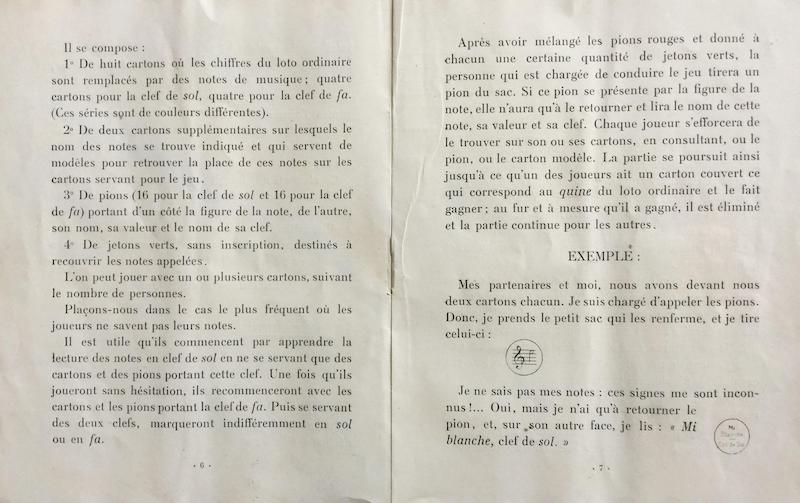 Il se compose :
1° De huit cartons où les chiffres du loto ordinaire
sont remplacés par des notes de musique ; quatre
cartons pour la clef de sol, quatre pour la clef de fa.
(Ces séries sont de couleurs différentes).
2° De deux cartons supplémentaires sur lesquels le
nom des notes se trouve indiqué et qui servent de
modèles pour retrouver la place de ces notes sur les
cartons servant pour le jeu.
3° De pions (16 pour la clef de sol et 16 pour la clef
de fa) portant d'un côté la figure de la note, de l'autre,
son nom, sa valeur et le nom de sa clef.
4° De jetons verts, sans inscription, destinés à
recouvrir les notes appelées.
L'on peut jouer avec un ou plusieurs cartons, suivant
le nombre de personnes.
Plaçons-nous dans le cas le plus fréquent où les
joueurs ne savent pas leurs notes.
Il est utile qu'ils commencent par apprendre la
lecture des notes en clef de sol en ne se servant que des
cartons et des pions portant cette clef. Une fois qu'ils
joueront sans hésitation, ils recommenceront avec les
cartons et les pions portant la clef de fa. Puis se servant
des deux clefs, marqueront indifféremment en sol
ou en fa.
· 6 ·
Après avoir mélangé les pions rouges et donné à
chacun une certaine quantité de jetons verts, la
personne qui est chargée de conduire le jeu tirera un
pion du sac. Si ce pion se présente par la figure de la
note, elle n'aura qu'à le retourner et lira le nom de cette
note, sa valeur et sa clef. Chaque joueur s'efforcera de
le trouver sur son ou ses cartons, en consultant, ou le
pion, ou le carton modèle. La partie se poursuit ainsi
jusqu'à ce qu'un des joueurs ait un carton couvert ce
qui correspond au quine du loto ordinaire et le fait
gagner ; au fur et à mesure qu'il a gagné, il est éliminé
et la partie continue pour les autres.
EXEMPLE :
Mes partenaires et moi, nous avons devant nous
deux cartons chacun. Je suis chargé d'appeler les pions.
Donc, je prends le petit sac qui les renferme, et je tire
celui-ci :
Je ne sais pas mes notes : ces signes me sont incon-
nus !... Oui, mais je n'ai qu'à retourner le
pion, et, sur son autre face, je lis : « Mi
blanche, clef de sol. »
Mi
Blanche
Clef de Sol
· 7 ·